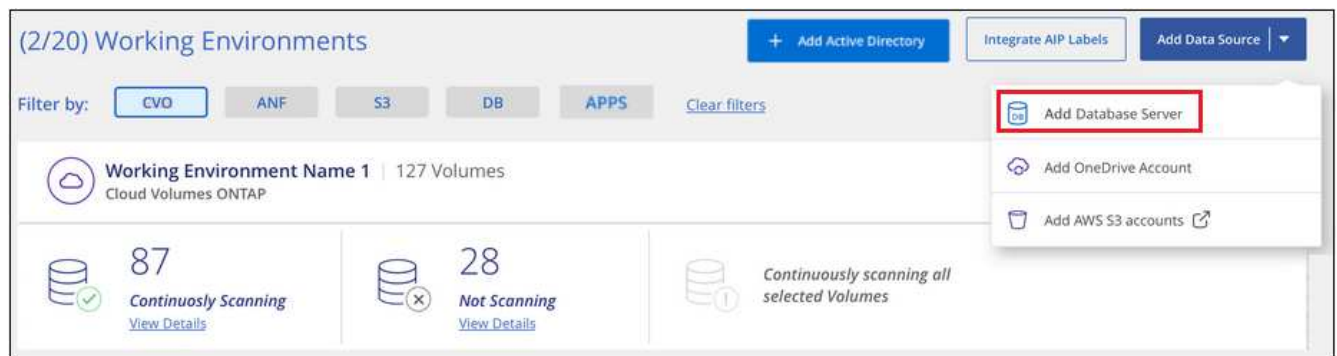 (2/20) Working Environments
+ Add Active Directory
Integrate AIP Labels
Add Data Source
Filter by:
CVO
ANF
S3
DB
APPS
Clear filters
DB
Add Database Server
Add OneDrive Account
Add AWS S3 accounts
Working Environment Name 1 | 127 Volumes
Cloud Volumes ONTAP
87
Continuosly Scanning
View Details
28
Not Scanning
View Details
Continuously scanning all
selected Volumes